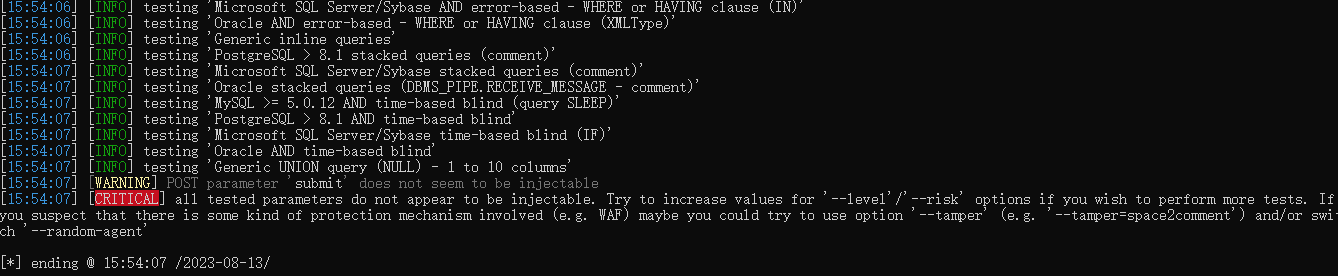 [15:54:06] [INFO] testing 'Microsoft SQL Server/Sybase AND error-based - WHERE or HAVING clause (IN)'
[15:54:06] [INFO] testing 'Oracle AND error-based - WHERE or HAVING clause (XMLType)'
[15:54:06] [INFO] testing 'Generic inline queries'
[15:54:06] [INFO] testing 'PostgreSQL > 8.1 stacked queries (comment)'
[15:54:07] [INFO] testing 'Microsoft SQL Server/Sybase stacked queries (comment)'
[15:54:07] [INFO] testing 'Oracle stacked queries (DBMS_PIPE.RECEIVE_MESSAGE - comment)'
[15:54:07] [INFO] testing 'MySQL >= 5.0.12 AND time-based blind (query SLEEP)'
[15:54:07] [INFO] testing 'PostgreSQL > 8.1 AND time-based blind'
[15:54:07] [INFO] testing 'Microsoft SQL Server/Sybase time-based blind (IF)'
[15:54:07] [INFO] testing 'Oracle AND time-based blind'
[15:54:07] [INFO] testing 'Generic UNION query (NULL) - 1 to 10 columns'
[15:54:07] [WARNING] POST parameter 'submit' does not seem to be injectable
[15:54:07] [CRITICAL] all tested parameters do not appear to be injectable. Try to increase values for '--level'/'--risk' options if you wish to perform more tests. If
you suspect that there is some kind of protection mechanism involved (e.g. WAF) maybe you could try to use option '--tamper' (e.g. '--tamper=space2comment') and/or swi
ch '--random-agent'
[*] ending @ 15:54:07 /2023-08-13/